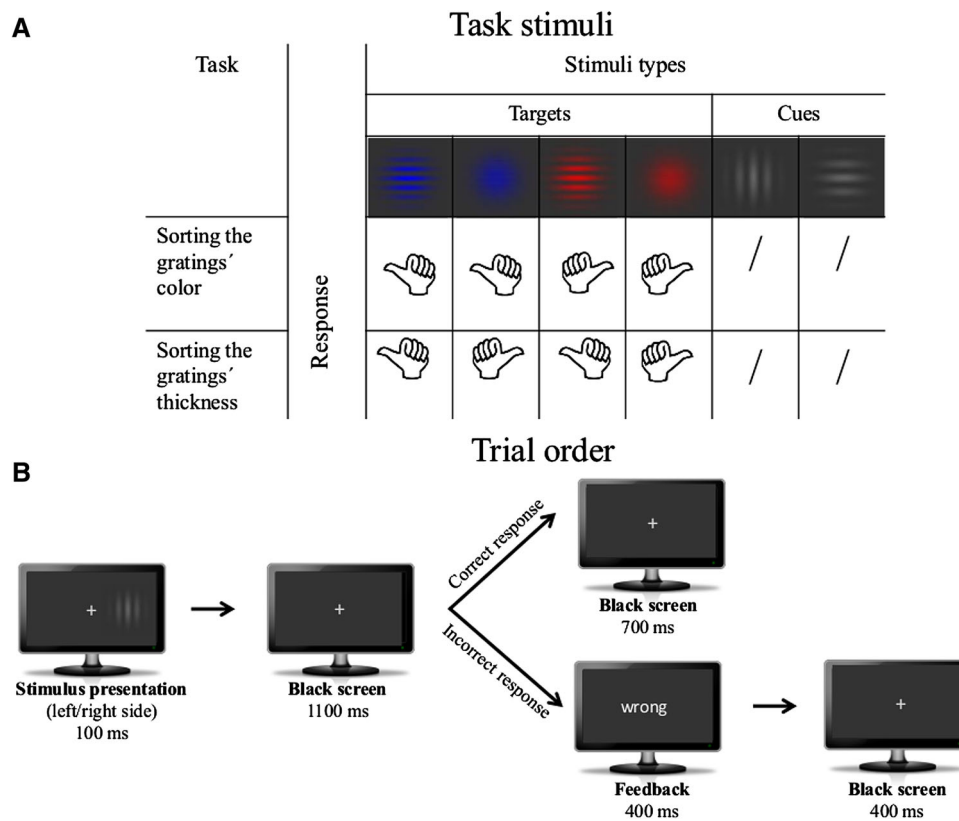 A
Task stimuli
Task
Stimuli types
Targets
Cues
Response
Sorting the
gratings´
color
/
/
Sorting the
gratings´
thickness
/
/
Trial order
B
+
Stimulus presentation
(left/right side)
100 ms
+
Black screen
1100 ms
Correct response
+
Black screen
700 ms
Incorrect response
wrong
Feedback
400 ms
+
Black screen
400 ms